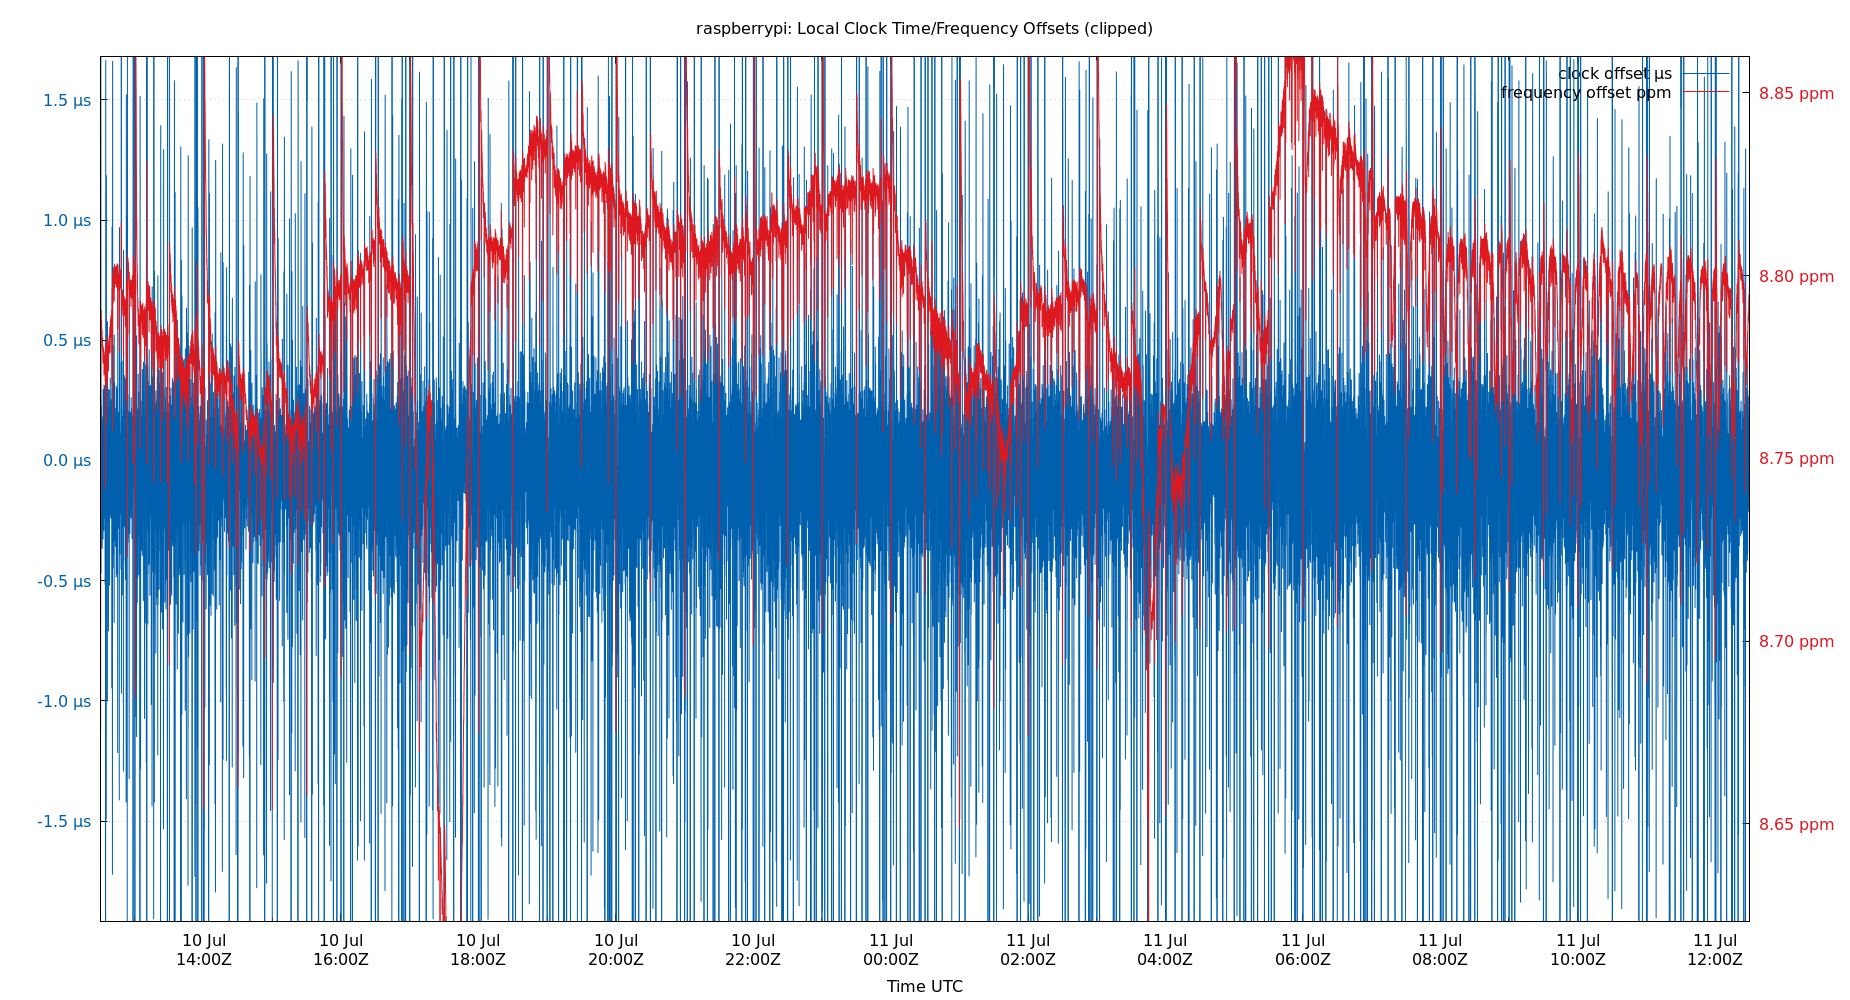 raspberrypi: Local Clock Time/Frequency Offsets (clipped)
clock offset µs
frequency offset ppm
1.5 µs
1.0 µs
0.5 µs
0.0 µs
-0.5 µs
-1.0 µs
-1.5 µs
8.85 ppm
8.80 ppm
8.75 ppm
8.70 ppm
8.65 ppm
10 Jul 10 Jul 10 Jul 10 Jul 10 Jul 11 Jul 11 Jul 11 Jul 11 Jul 11 Jul 11 Jul 11 Jul
14:00Z 16:00Z 18:00Z 20:00Z 22:00Z 00:00Z 02:00Z 04:00Z 06:00Z 08:00Z 10:00Z 12:00Z
Time UTC